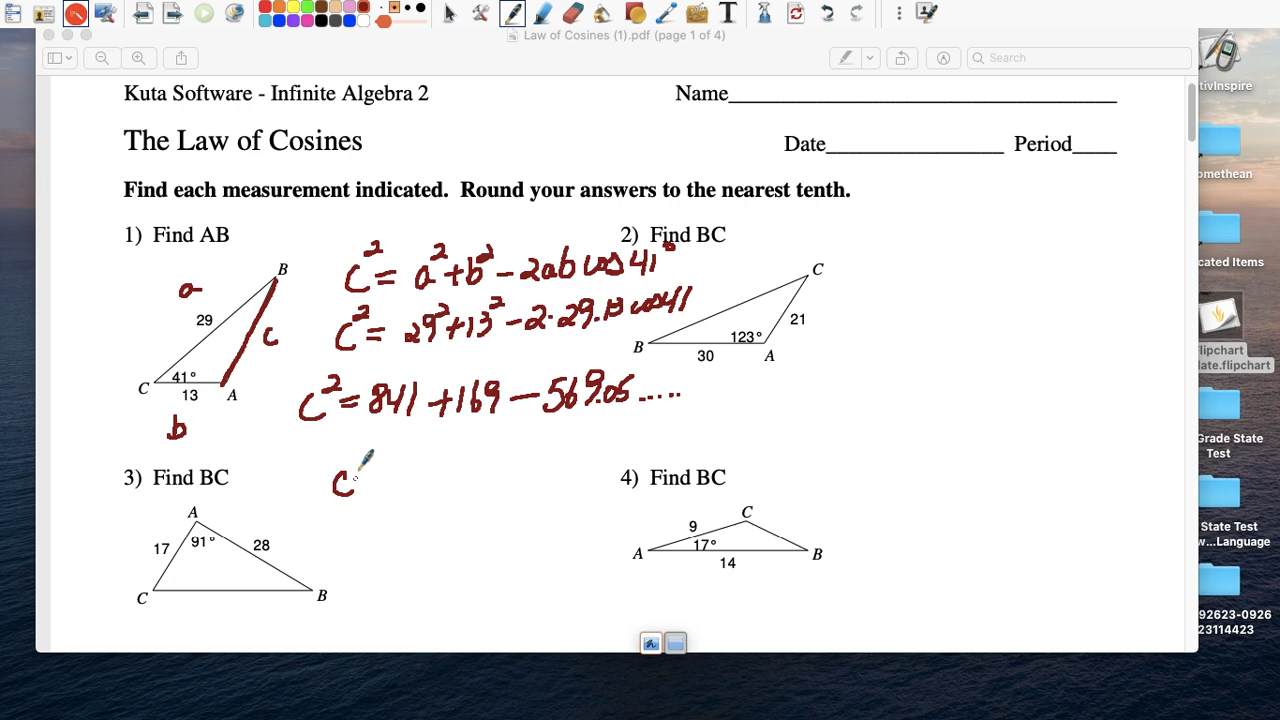 Law of Cosines (1).pdf (page 1 of 4)
Search
Kuta Software - Infinite Algebra 2
Name
The Law of Cosines
Date Period
Find each measurement indicated. Round your answers to the nearest tenth.
1) Find AB
B
a
29
c
41°
C
13
A
b
c² = a² + b² - 2ab cos 41°
c² = 29² + 13² - 2·29·13 cos 41
c² = 841 + 169 - 569.05.....
c
2) Find BC
C
21
123°
B
30
A
3) Find BC
A
17
91°
28
C
B
4) Find BC
C
9
17°
A
B
14
T
tivInspire
omethean
cated Items
flipchart
late.flipchart
Grade State
Test
State Test
w...Language
92623-0926
23114423